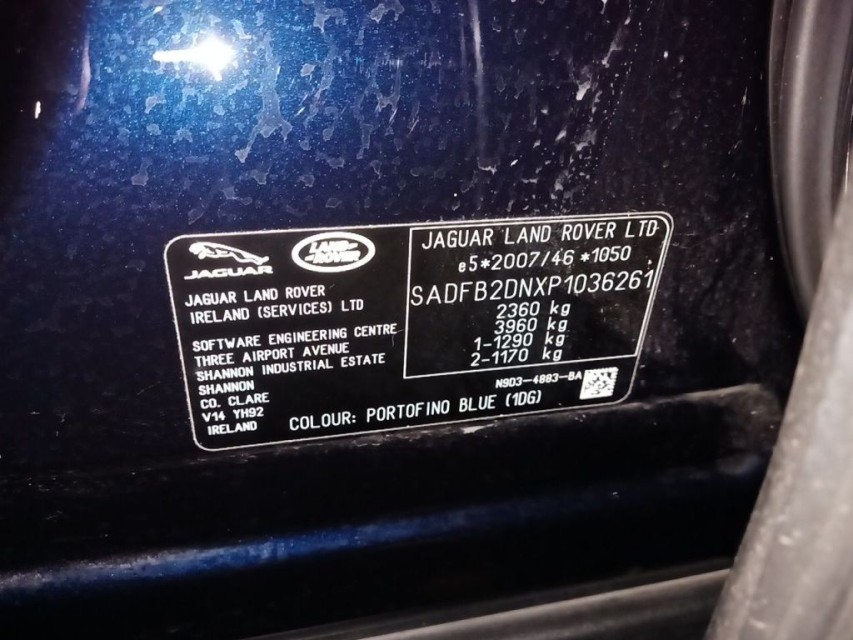 JAGUAR
LAND-
ROVER
JAGUAR LAND ROVER
IRELAND (SERVICES) LTD
SOFTWARE ENGINEERING CENTRE
THREE AIRPORT AVENUE
SHANNON INDUSTRIAL ESTATE
SHANNON
CO. CLARE
V14 YH92
IRELAND
JAGUAR LAND ROVER LTD
e5*2007/46*1050
SADFB2DNXP1036261
2360 kg
3960 kg
1-1290 kg
2-1170 kg
N9D3-4883-BA
COLOUR: PORTOFINO BLUE (1DG)